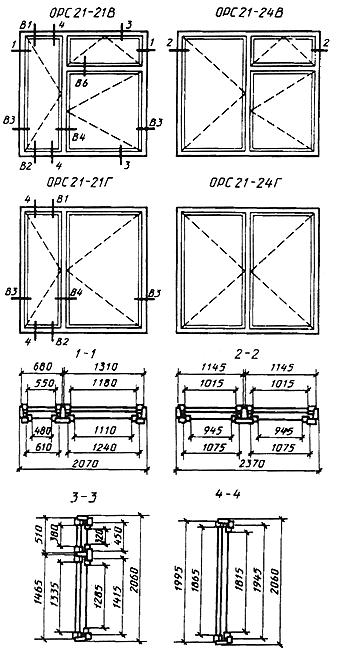 ОРС 21-21В ОРС 21-24В
В1 4 3
1 1 2 2
В6
В3 В4 В3
В2 4 3
ОРС 21-21Г ОРС 21-24Г
4 В1
В3 В4 В3
4 В2
1-1 2-2
680 1310 1145 1145
550 1180 1015 1015
480 1110 945 945
610 1240 1075 1075
2070 2370
3-3 4-4
510 380 320 450 2060
1465 1335 1285 1415
1995 1865 1815 1945 2060